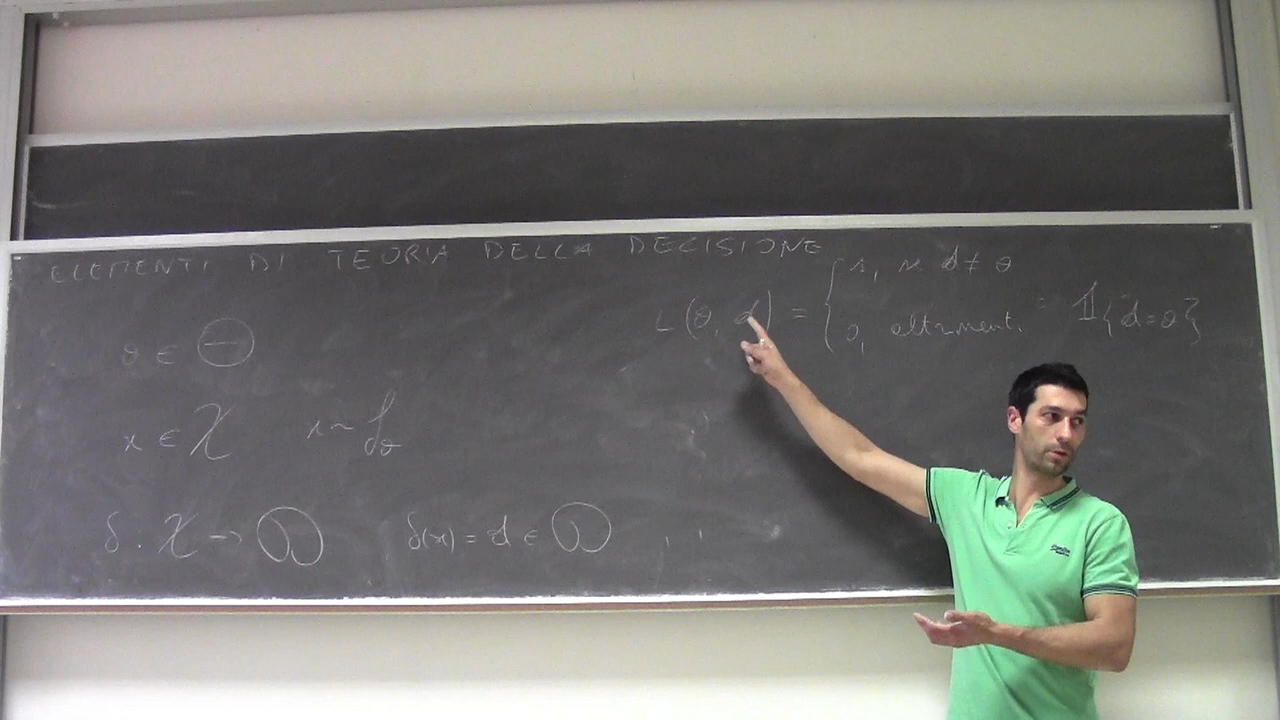 ELEMENTI DI TEORIA DELLA DECISIONE
θ ∈ Θ
L(θ, d) = { 1, se d ≠ θ
0, altrimenti = 𝟙{d=θ}
x ∈ 𝒳 x ~ f_θ
δ : 𝒳 → 𝒟 δ(x) = d ∈ 𝒟